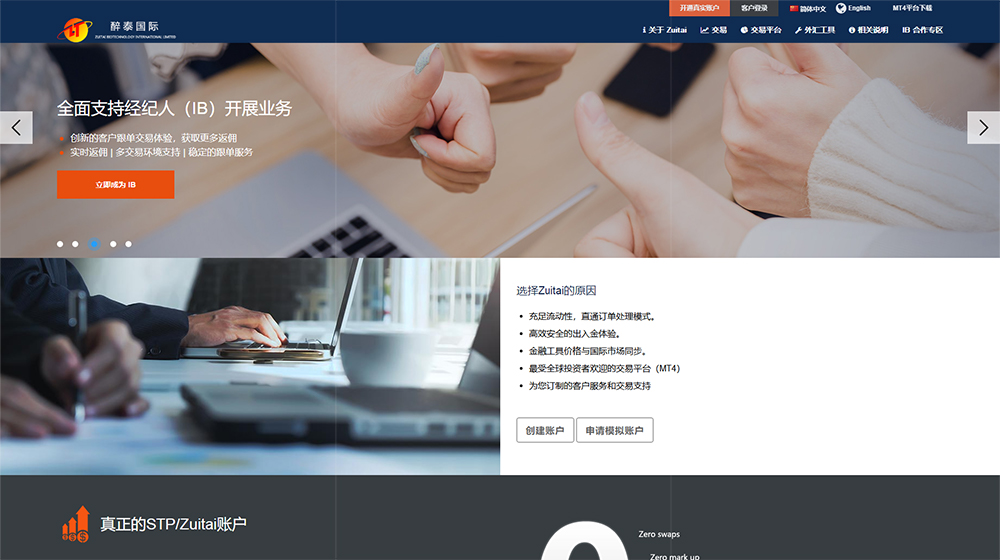 开通真实账户
客户登录
简体中文
English
MT4平台下载
醉泰国际
ZUITAI BIOTECHNOLOGY INTERNATIONAL LIMITED
关于 Zuitai
交易
交易平台
外汇工具
相关说明
IB 合作专区
全面支持经纪人（IB）开展业务
创新的客户跟单交易体验，获取更多返佣
实时返佣 | 多交易环境支持 | 稳定的跟单服务
立即成为 IB
选择Zuitai的原因
充足流动性，直通订单处理模式。
高效安全的出入金体验。
金融工具价格与国际市场同步。
最受全球投资者欢迎的交易平台（MT4）
为您订制的客户服务和交易支持
创建账户
申请模拟账户
真正的STP/Zuitai账户
Zero swaps
Zero mark up